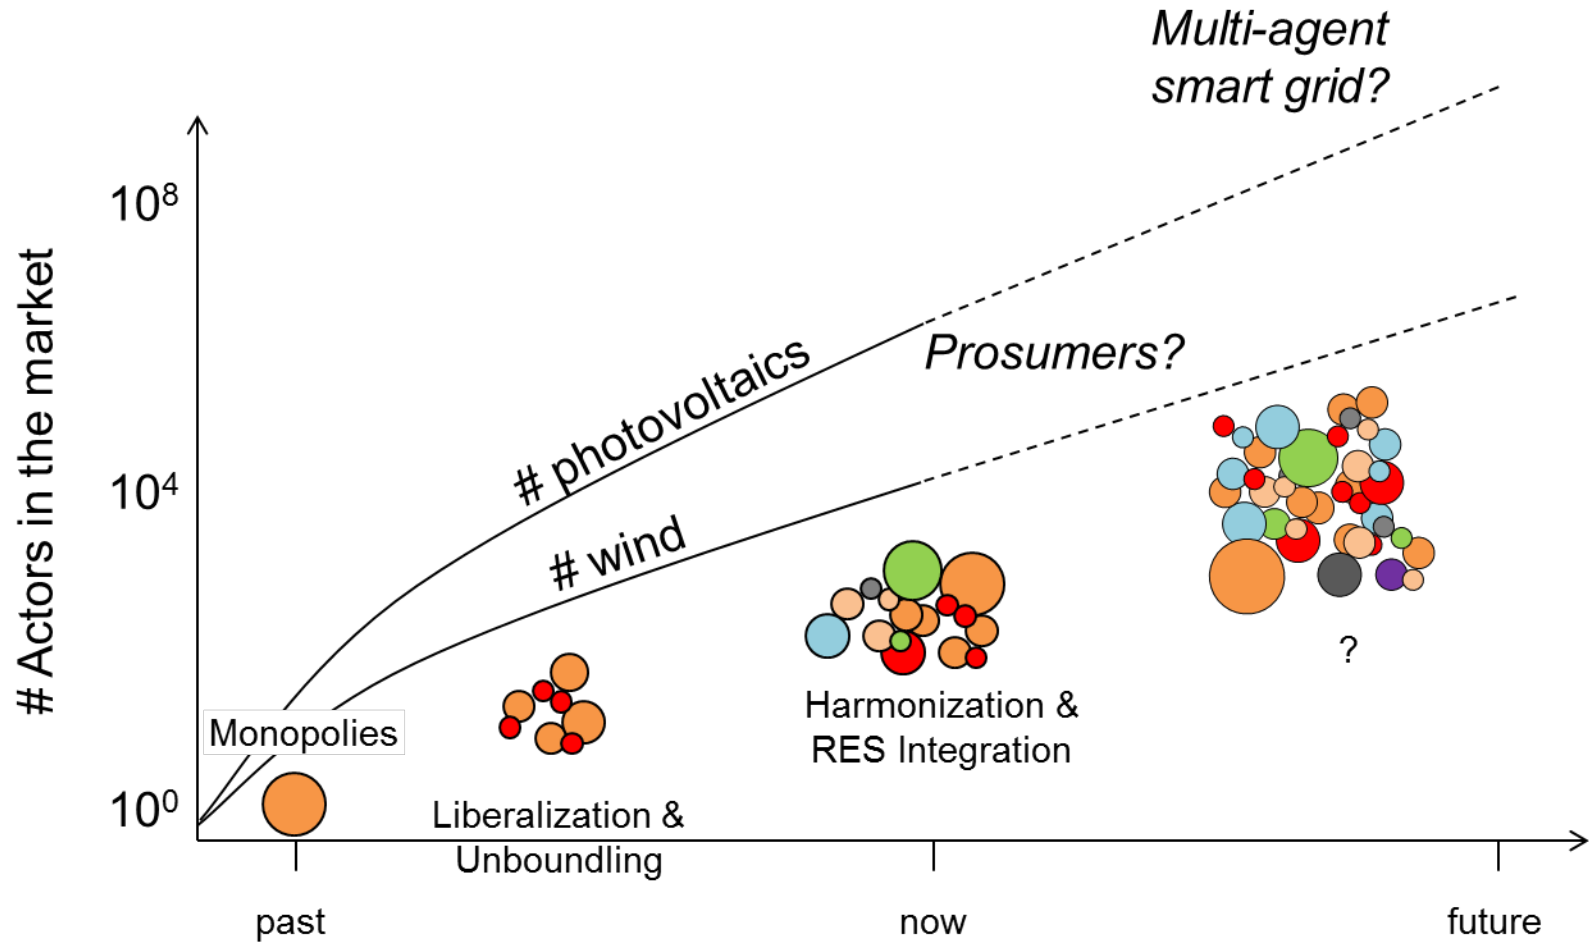 Multi-agent
smart grid?
10⁸
# Actors in the market
# photovoltaics
Prosumers?
10⁴
# wind
?
Harmonization &
RES Integration
Monopolies
10⁰
Liberalization &
Unboundling
past
now
future